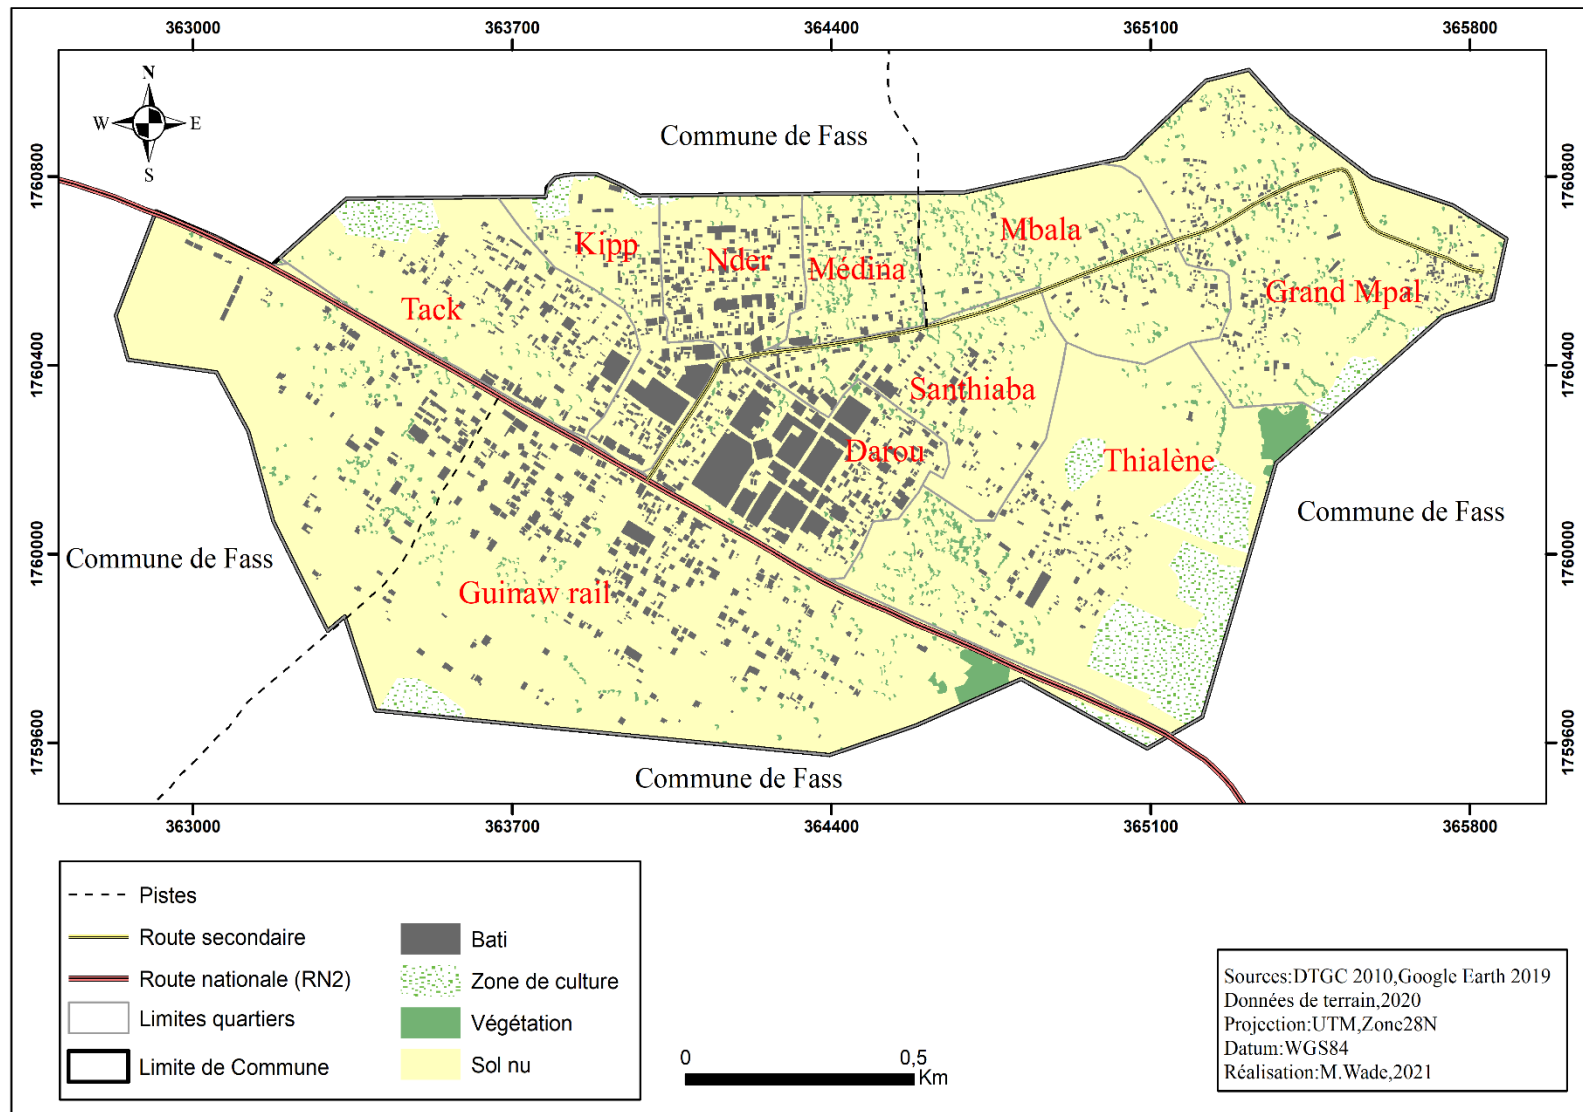 363000 363700 364400 365100 365800
N
W E
S
Commune de Fass
1760800 1760800
Mbala
Kipp
Nder
Médina
Grand Mpal
Tack
1760400 1760400
Santhiaba
Darou
Thialène
Commune de Fass
1760000 1760000
Commune de Fass
Guinaw rail
1759600 1759600
Commune de Fass
363000 363700 364400 365100 365800
Pistes
Route secondaire
Route nationale (RN2)
Limites quartiers
Limite de Commune
Bati
Zone de culture
Végétation
Sol nu
0 0,5
Km
Sources:DTGC 2010,Google Earth 2019
Données de terrain,2020
Projection:UTM,Zone28N
Datum:WGS84
Réalisation:M.Wade,2021